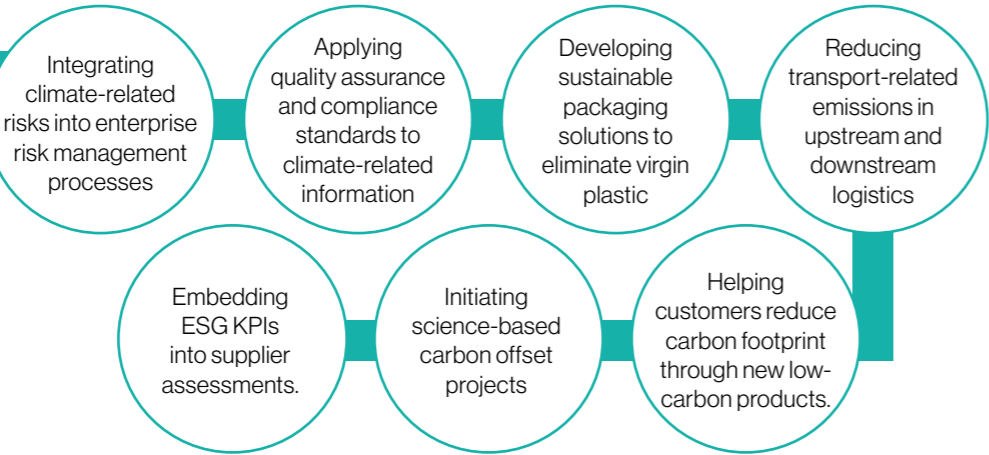 Integrating
climate-related
risks into enterprise
risk management
processes
Applying
quality assurance
and compliance
standards to
climate-related
information
Developing
sustainable
packaging
solutions to
eliminate virgin
plastic
Reducing
transport-related
emissions in
upstream and
downstream
logistics
Helping
customers reduce
carbon footprint
through new low-
carbon products.
Initiating
science-based
carbon offset
projects
Embedding
ESG KPIs
into supplier
assessments.